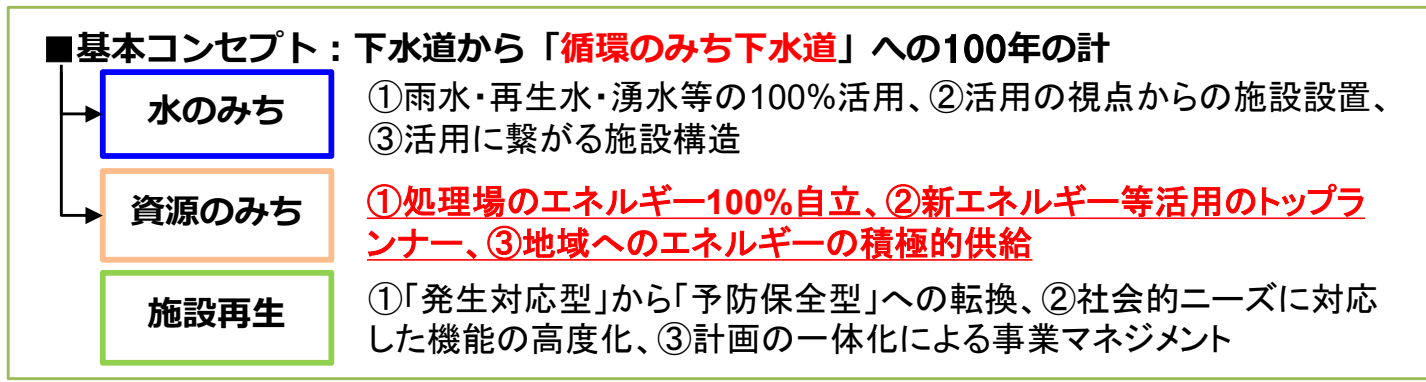 ■基本コンセプト：下水道から「循環のみち下水道」への100年の計
水のみち
①雨水・再生水・湧水等の100%活用、②活用の視点からの施設設置、
③活用に繋がる施設構造
資源のみち
①処理場のエネルギー100%自立、②新エネルギー等活用のトップラ
ンナー、③地域へのエネルギーの積極的供給
施設再生
①「発生対応型」から「予防保全型」への転換、②社会的ニーズに対応
した機能の高度化、③計画の一体化による事業マネジメント